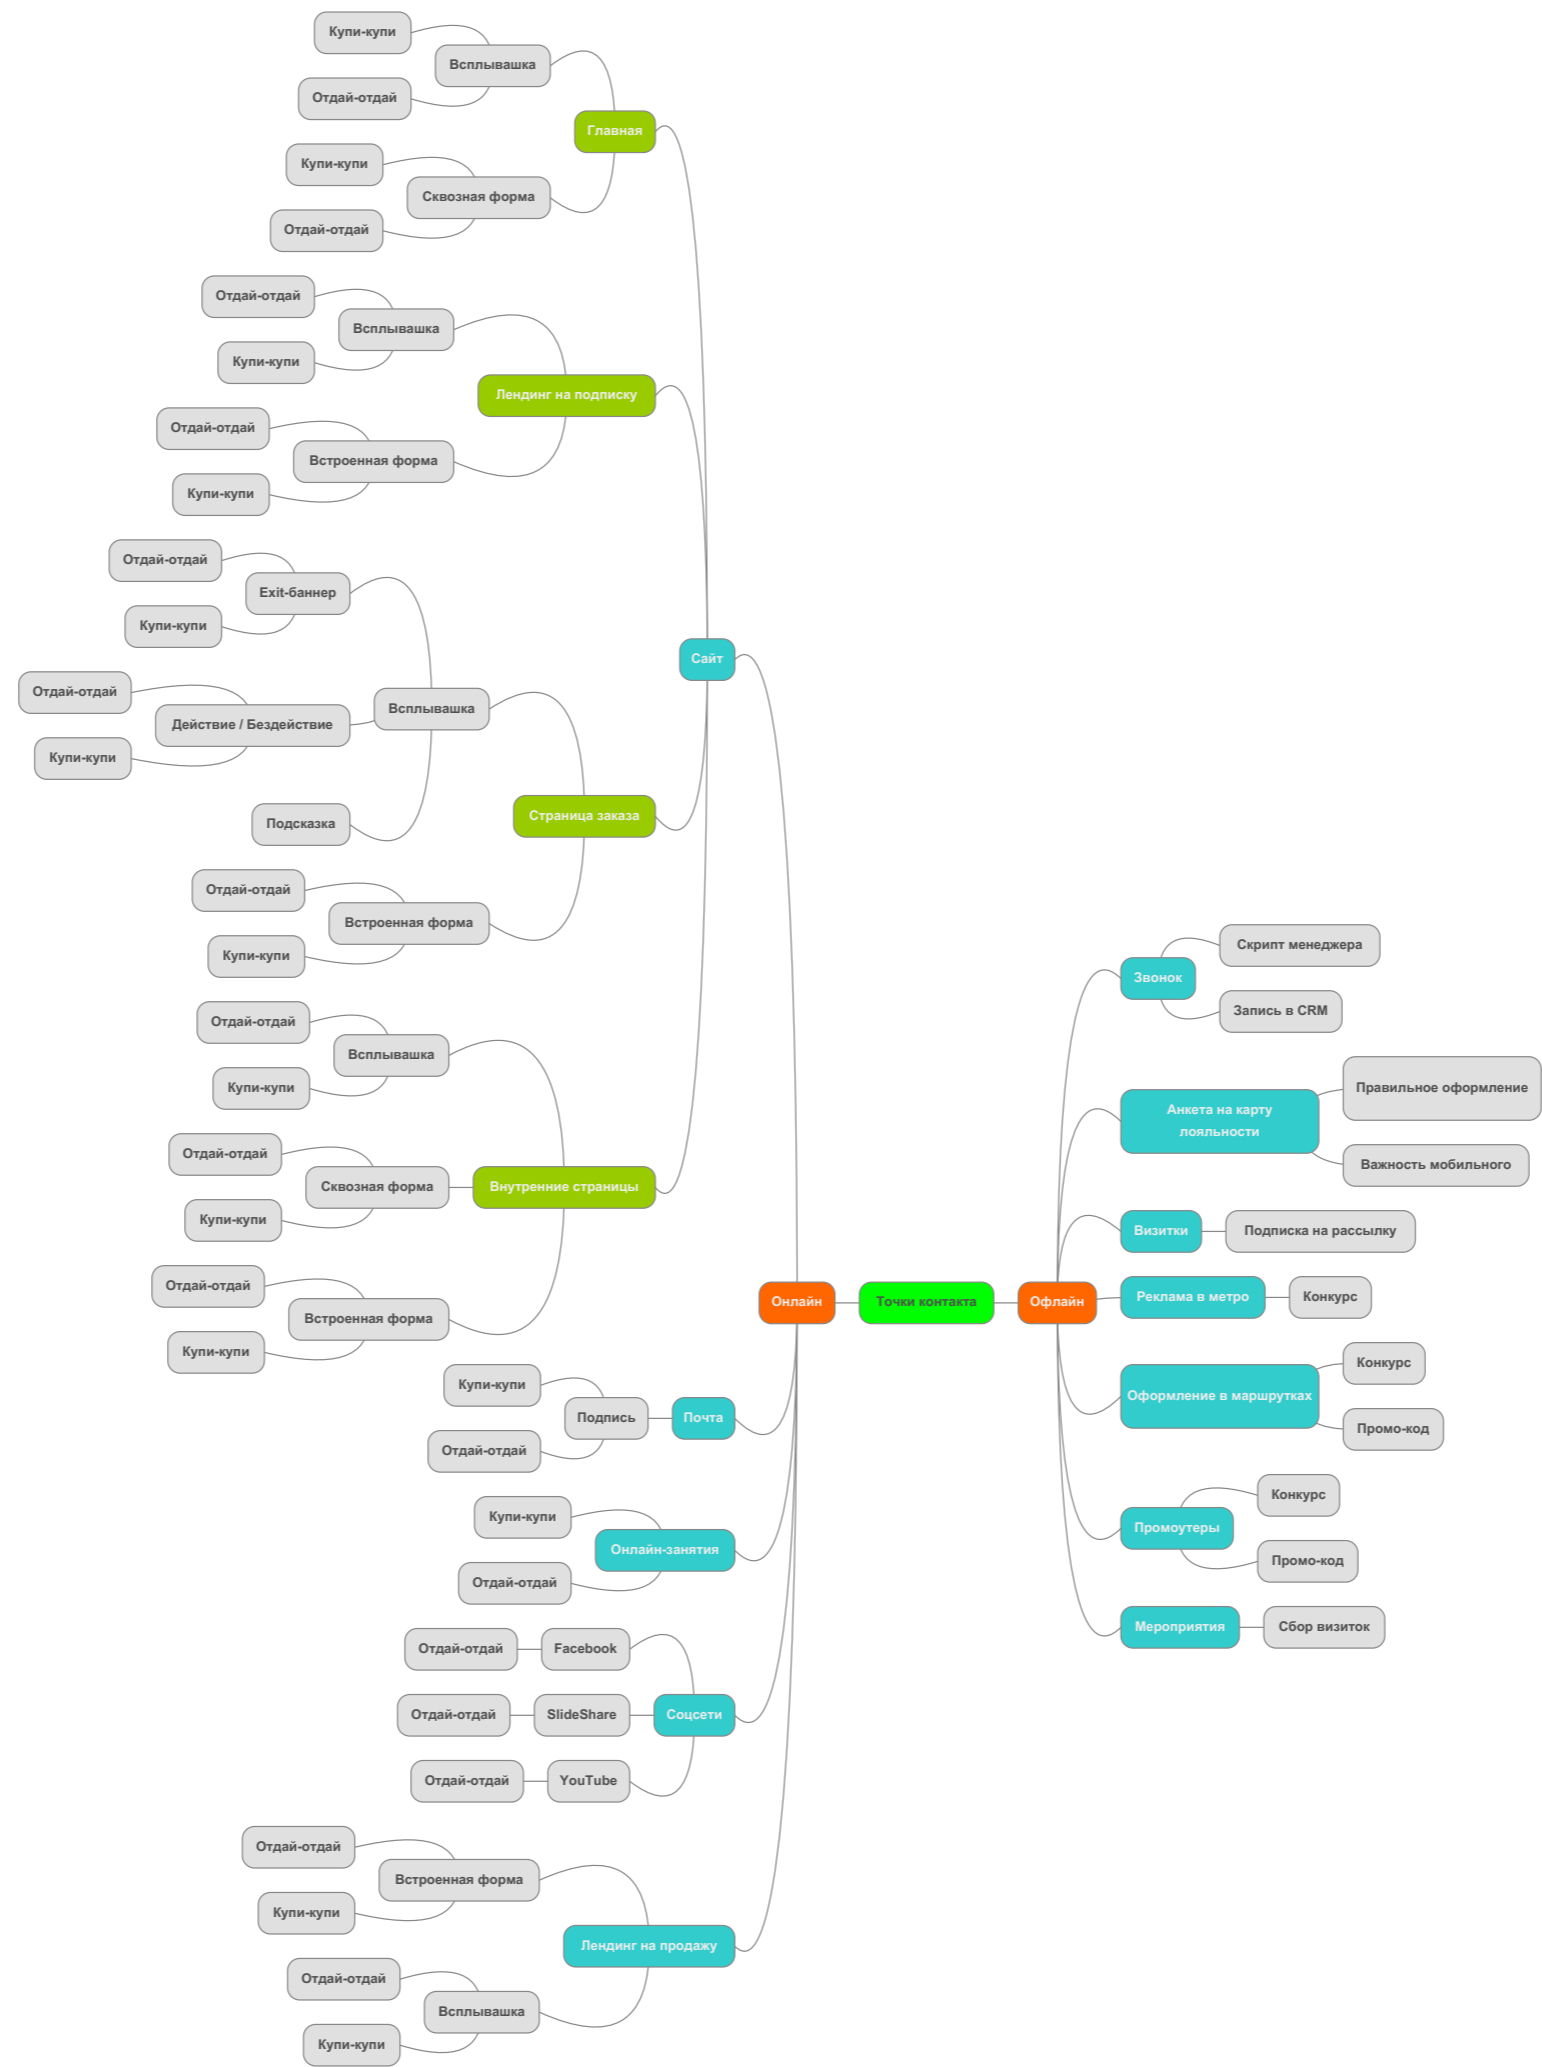 Купи-купи
Всплывашка
Отдай-отдай
Главная
Купи-купи
Сквозная форма
Отдай-отдай
Отдай-отдай
Всплывашка
Купи-купи
Лендинг на подписку
Отдай-отдай
Встроенная форма
Купи-купи
Отдай-отдай
Exit-баннер
Купи-купи
Сайт
Отдай-отдай
Действие / Бездействие
Всплывашка
Купи-купи
Страница заказа
Подсказка
Отдай-отдай
Встроенная форма
Купи-купи
Отдай-отдай
Всплывашка
Купи-купи
Отдай-отдай
Сквозная форма
Внутренние страницы
Купи-купи
Отдай-отдай
Встроенная форма
Купи-купи
Онлайн
Точки контакта
Офлайн
Купи-купи
Подпись
Почта
Отдай-отдай
Купи-купи
Онлайн-занятия
Отдай-отдай
Отдай-отдай
Facebook
Отдай-отдай
SlideShare
Соцсети
Отдай-отдай
YouTube
Отдай-отдай
Встроенная форма
Купи-купи
Лендинг на продажу
Отдай-отдай
Всплывашка
Купи-купи
Скрипт менеджера
Звонок
Запись в CRM
Правильное оформление
Анкета на карту
лояльности
Важность мобильного
Визитки
Подписка на рассылку
Реклама в метро
Конкурс
Конкурс
Оформление в маршрутках
Промо-код
Конкурс
Промоутеры
Промо-код
Мероприятия
Сбор визиток